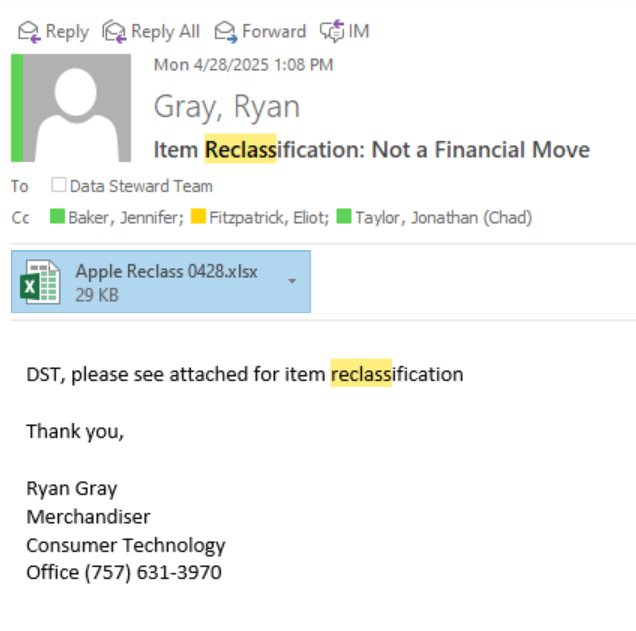 Reply Reply All Forward IM
Mon 4/28/2025 1:08 PM
Gray, Ryan
Item Reclassification: Not a Financial Move
To Data Steward Team
Cc Baker, Jennifer; Fitzpatrick, Eliot; Taylor, Jonathan (Chad)
Apple Reclass 0428.xlsx
29 KB
DST, please see attached for item reclassification
Thank you,
Ryan Gray
Merchandiser
Consumer Technology
Office (757) 631-3970